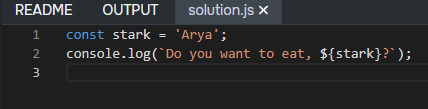 README OUTPUT solution.js ×
1 const stark = 'Arya';
2 console.log(`Do you want to eat, ${stark}?`);
3